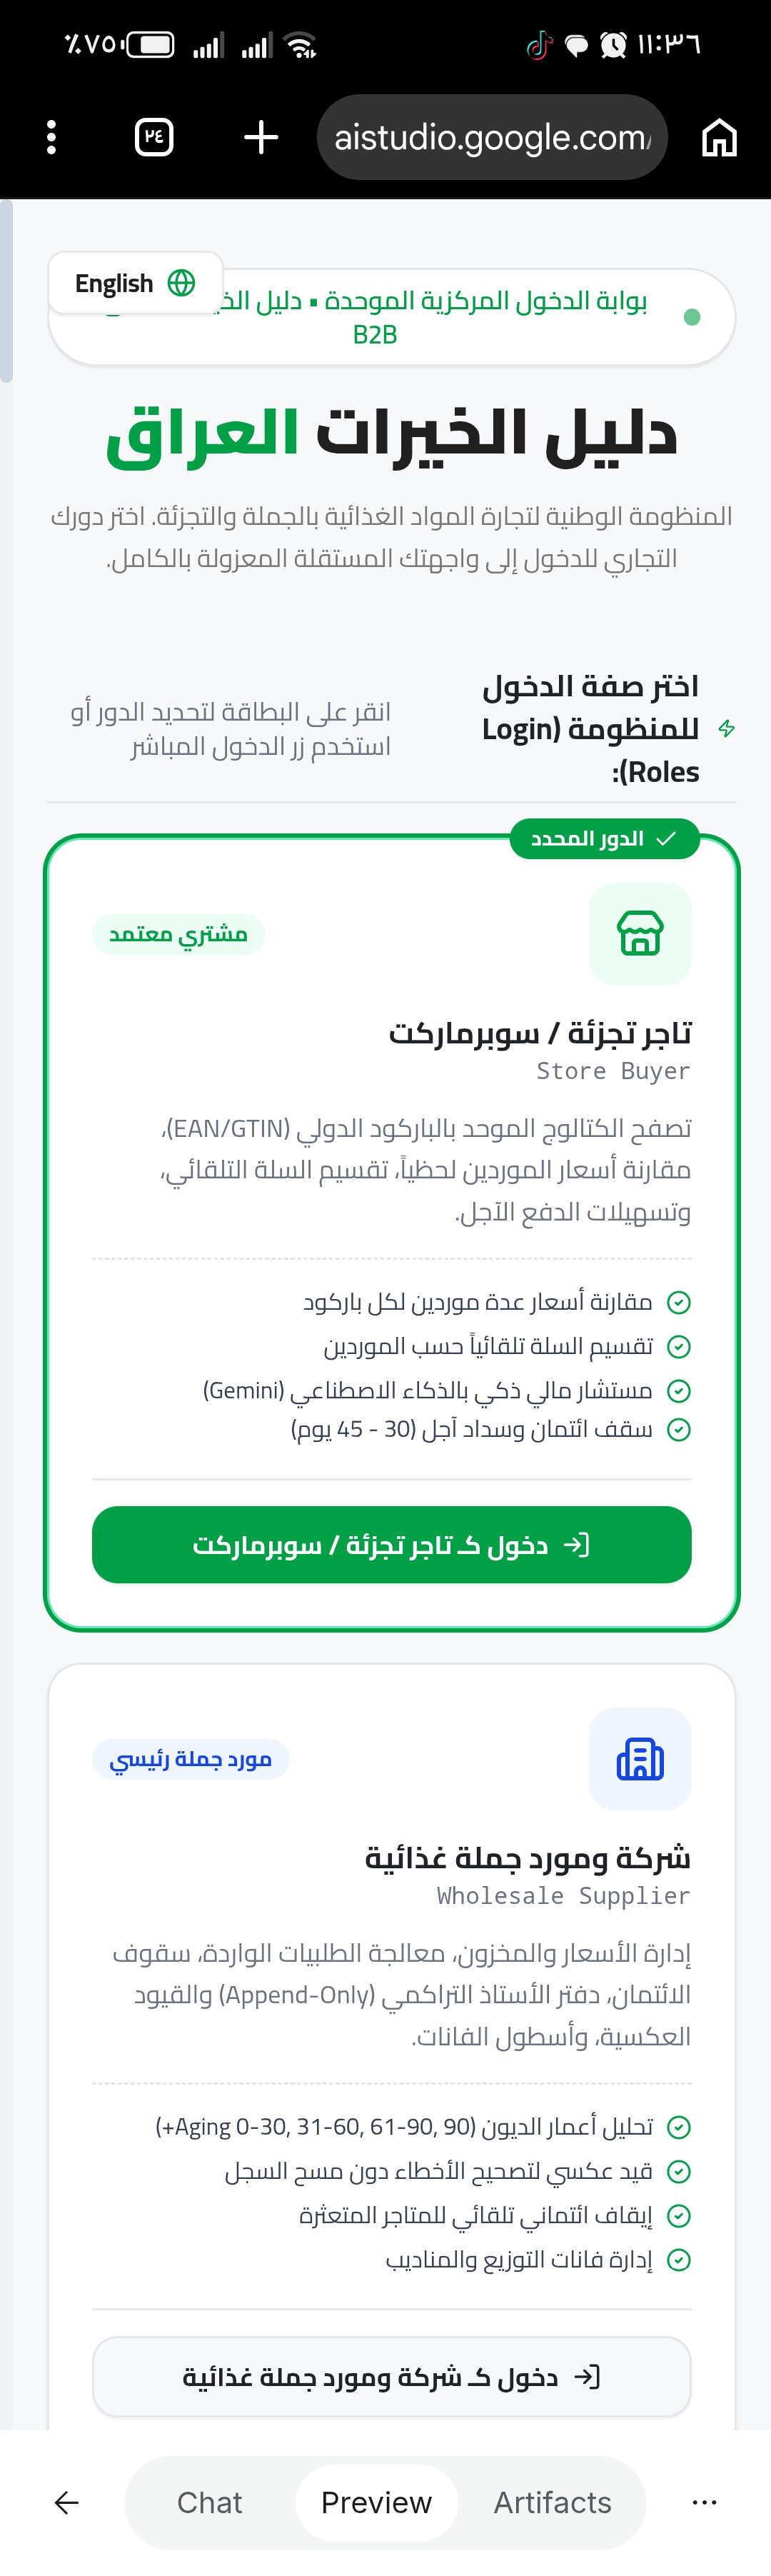 ٪٧٥
١١:٣٦
٢٤
aistudio.google.com/
English
بوابة الدخول المركزية الموحدة • دليل
B2B
دليل الخيرات العراق
المنظومة الوطنية لتجارة المواد الغذائية بالجملة والتجزئة. اختر دورك
التجاري للدخول إلى واجهتك المستقلة المعزولة بالكامل.
اختر صفة الدخول
للمنظومة (Login
Roles):
انقر على البطاقة لتحديد الدور أو
استخدم زر الدخول المباشر
الدور المحدد
مشتري معتمد
تاجر تجزئة / سوبرماركت
Store Buyer
تصفح الكتالوج الموحد بالباركود الدولي (EAN/GTIN)،
مقارنة أسعار الموردين لحظياً، تقسيم السلة التلقائي،
وتسهيلات الدفع الآجل.
مقارنة أسعار عدة موردين لكل باركود
تقسيم السلة تلقائياً حسب الموردين
مستشار مالي ذكي بالذكاء الاصطناعي (Gemini)
سقف ائتمان وسداد آجل (30 - 45 يوم)
دخول كـ تاجر تجزئة / سوبرماركت
مورد جملة رئيسي
شركة ومورد جملة غذائية
Wholesale Supplier
إدارة الأسعار والمخزون، معالجة الطلبيات الواردة، سقوف
الائتمان، دفتر الأستاذ التراكمي (Append-Only) والقيود
العكسية، وأسطول الفانات.
تحليل أعمار الديون (Aging 0-30, 31-60, 61-90, 90+)
قيد عكسي لتصحيح الأخطاء دون مسح السجل
إيقاف ائتماني تلقائي للمتاجر المتعثرة
إدارة فانات التوزيع والمناديب
دخول كـ شركة ومورد جملة غذائية
Chat
Preview
Artifacts